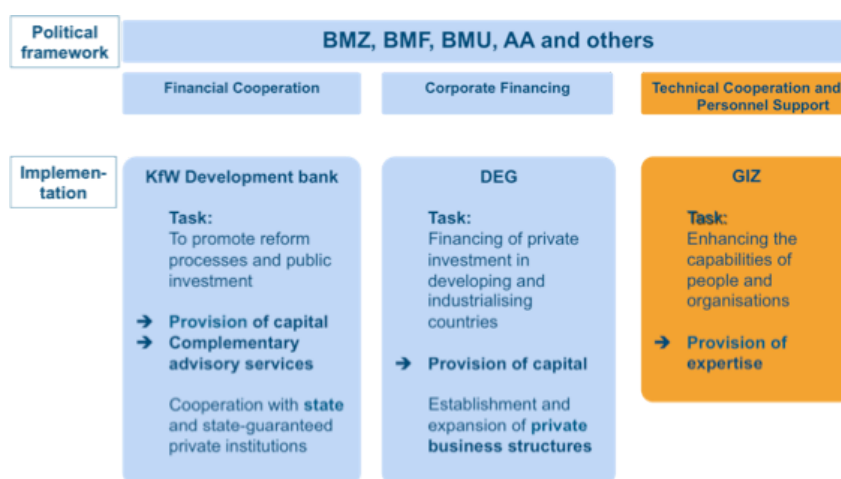 Political
framework
BMZ, BMF, BMU, AA and others
Financial Cooperation
Corporate Financing
Technical Cooperation and
Personnel Support
Implemen-
tation
KfW Development bank
Task:
To promote reform
processes and public
investment
➔ Provision of capital
➔ Complementary
advisory services
Cooperation with state
and state-guaranteed
private institutions
DEG
Task:
Financing of private
investment in
developing and
industrialising
countries
➔ Provision of capital
Establishment and
expansion of private
business structures
GIZ
Task:
Enhancing the
capabilities of
people and
organisations
➔ Provision of
expertise